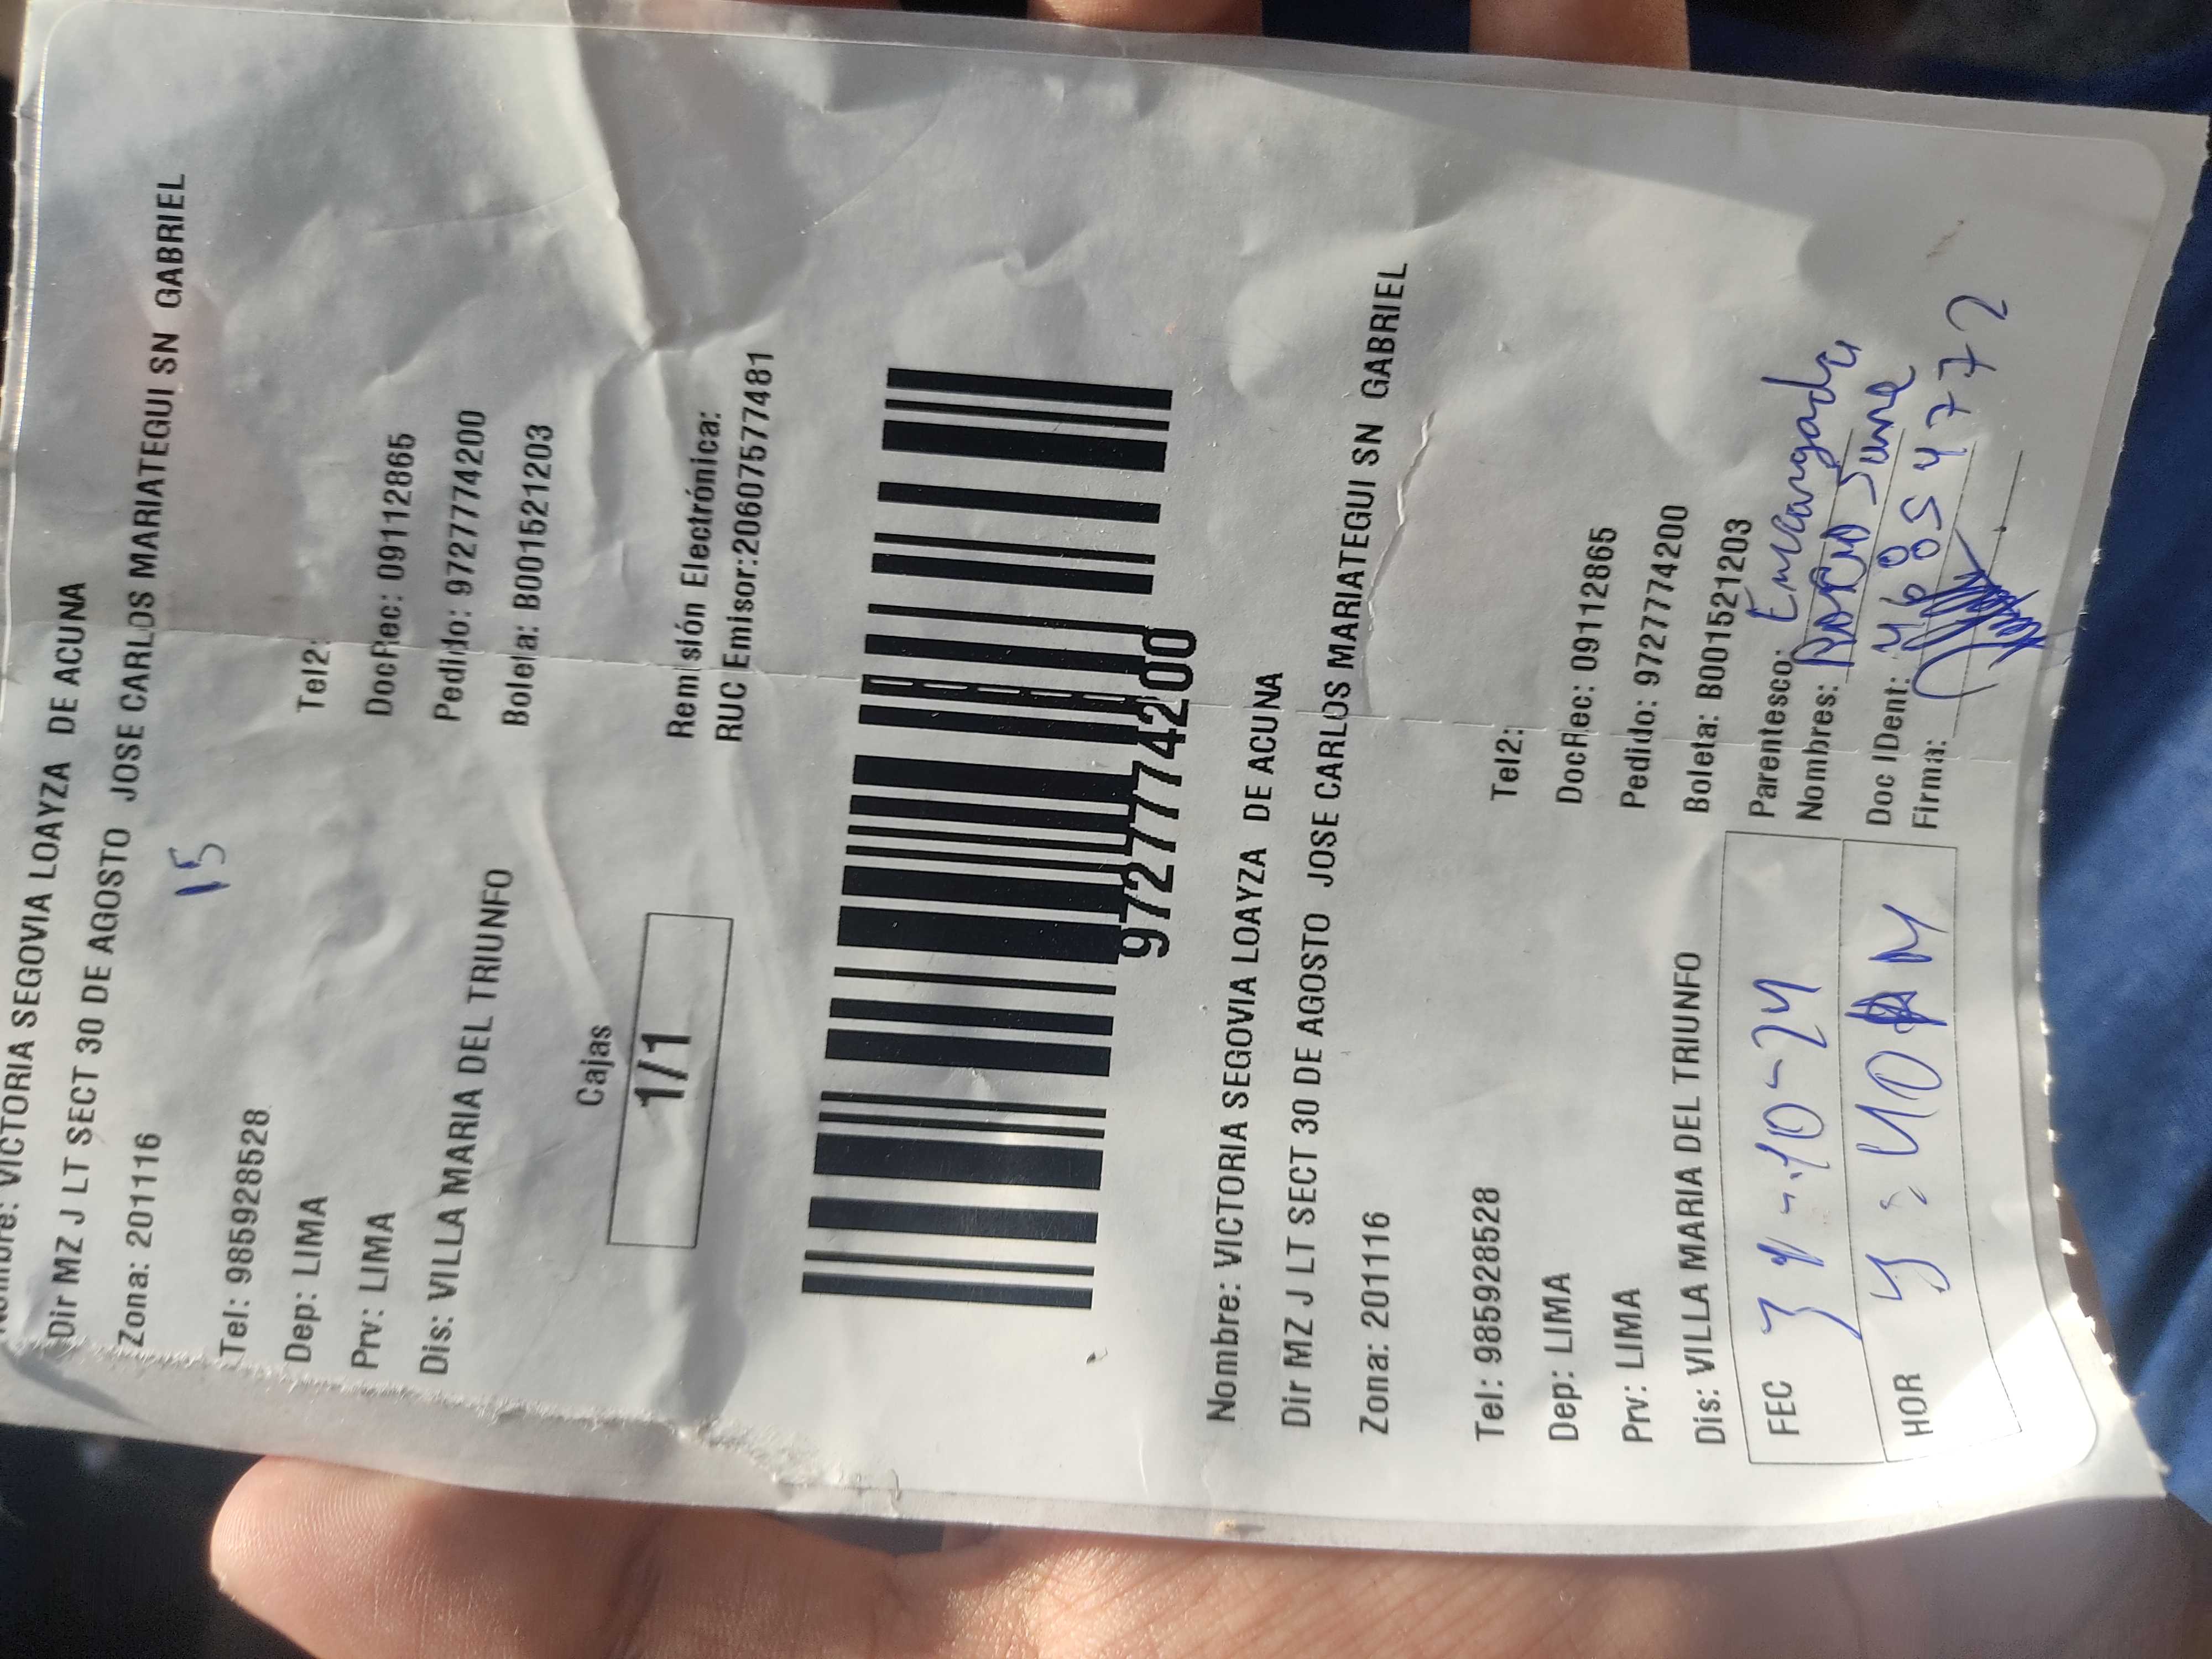 Nombre: VICTORIA SEGOVIA LOAYZA DE ACUNA
Dir MZ J LT SECT 30 DE AGOSTO JOSE CARLOS MARIATEGUI SN GABRIEL
Zona: 201116
15
Tel: 985928528
Tel2:
Dep: LIMA
DocRec: 09112865
Prv: LIMA
Pedido: 9727774200
Dis: VILLA MARIA DEL TRIUNFO
Boleta: B001521203
Cajas
1/1
Remisión Electrónica:
RUC Emisor:20607577481
9727774200
Nombre: VICTORIA SEGOVIA LOAYZA DE ACUNA
Dir MZ J LT SECT 30 DE AGOSTO JOSE CARLOS MARIATEGUI SN GABRIEL
Zona: 201116
Tel: 985928528
Tel2:
Dep: LIMA
DocRec: 09112865
Prv: LIMA
Pedido: 9727774200
Dis: VILLA MARIA DEL TRIUNFO
Boleta: B001521203
FEC 31-10-24
Parentesco: Encargada
Nombres:
HOR
Doc IDent:
Firma: